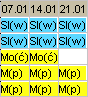 07.01 14.01 21.01
Sl(w) Sl(w) Sl(w)
Sl(w) Sl(w) Sl(w)
Mo(ć) Mo(ć)
M(p) M(p) M(p)
M(p) M(p) M(p)